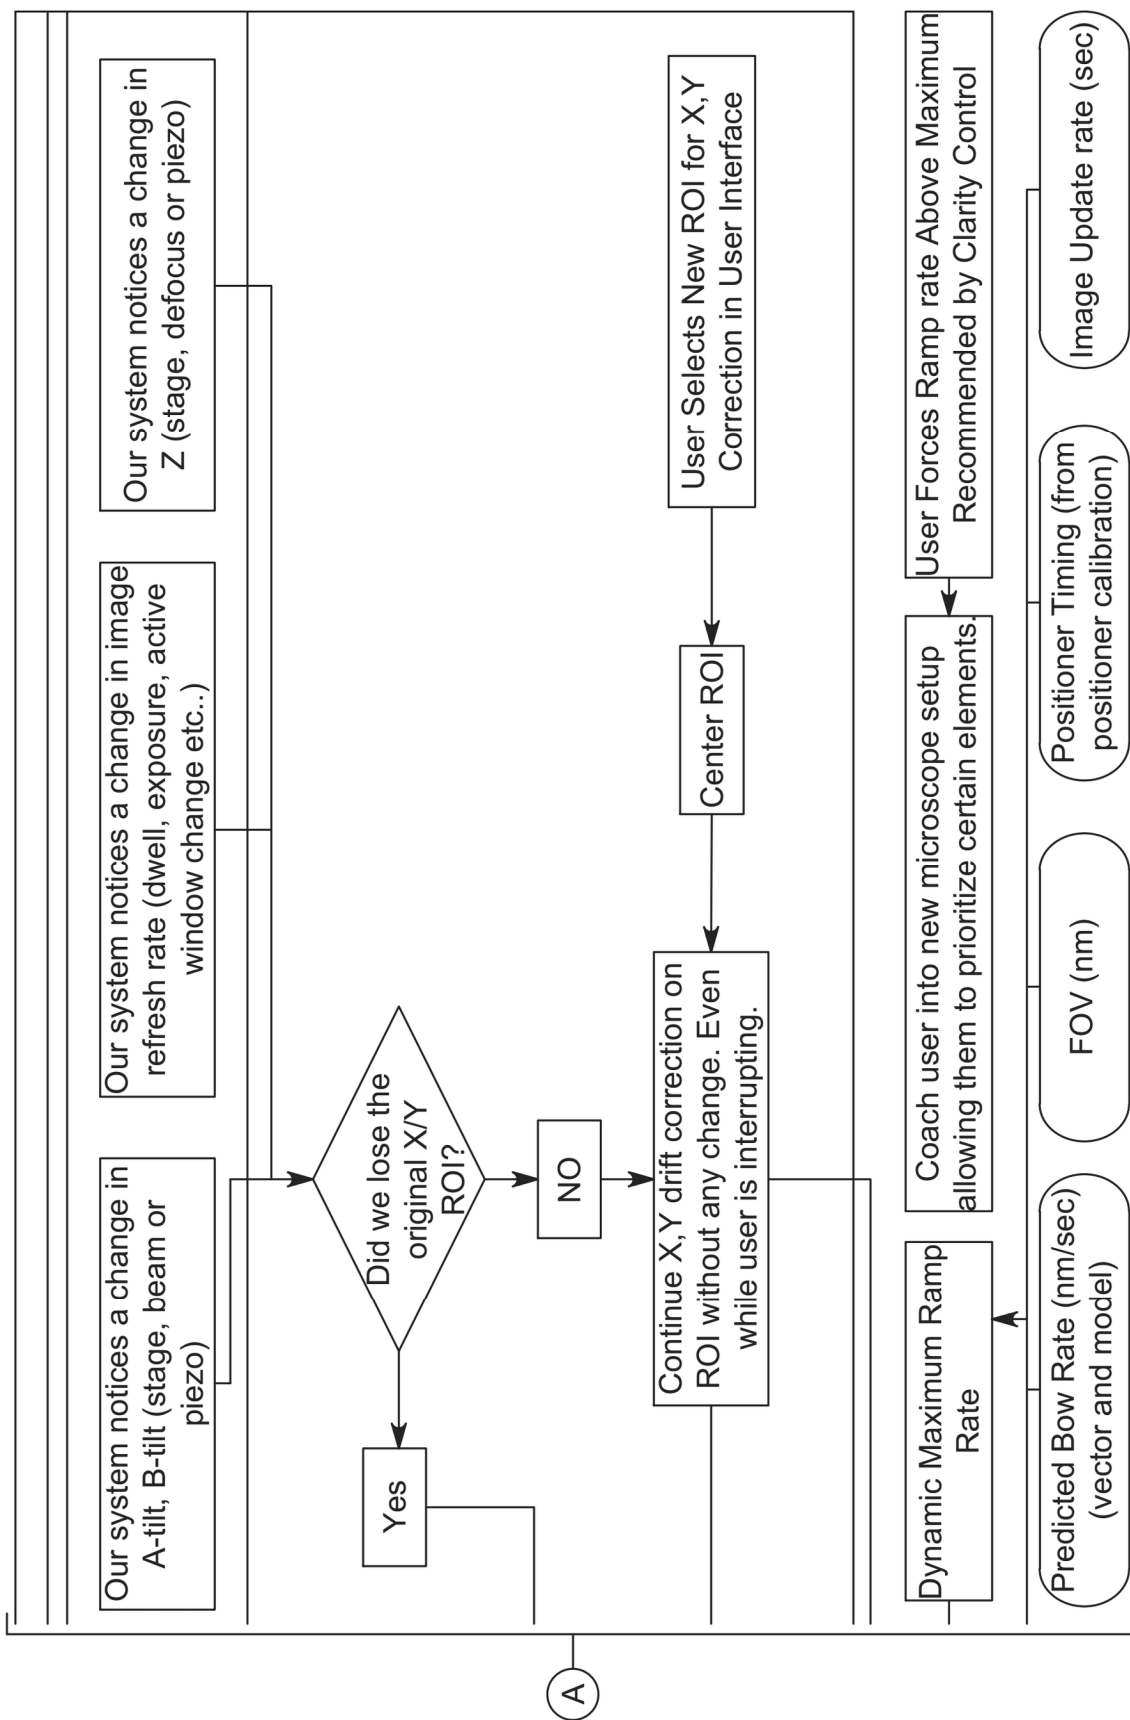 Our system notices a change in
A-tilt, B-tilt (stage, beam or
piezo)
Our system notices a change in image
refresh rate (dwell, exposure, active
window change etc..)
Our system notices a change in
Z (stage, defocus or piezo)
Did we lose the
original X/Y
ROI?
Yes
NO
Continue X,Y drift correction on
ROI without any change. Even
while user is interrupting.
Center ROI
User Selects New ROI for X,Y
Correction in User Interface
Dynamic Maximum Ramp
Rate
Coach user into new microscope setup
allowing them to prioritize certain elements.
User Forces Ramp rate Above Maximum
Recommended by Clarity Control
Predicted Bow Rate (nm/sec)
(vector and model)
FOV (nm)
Positioner Timing (from
positioner calibration)
Image Update rate (sec)
A